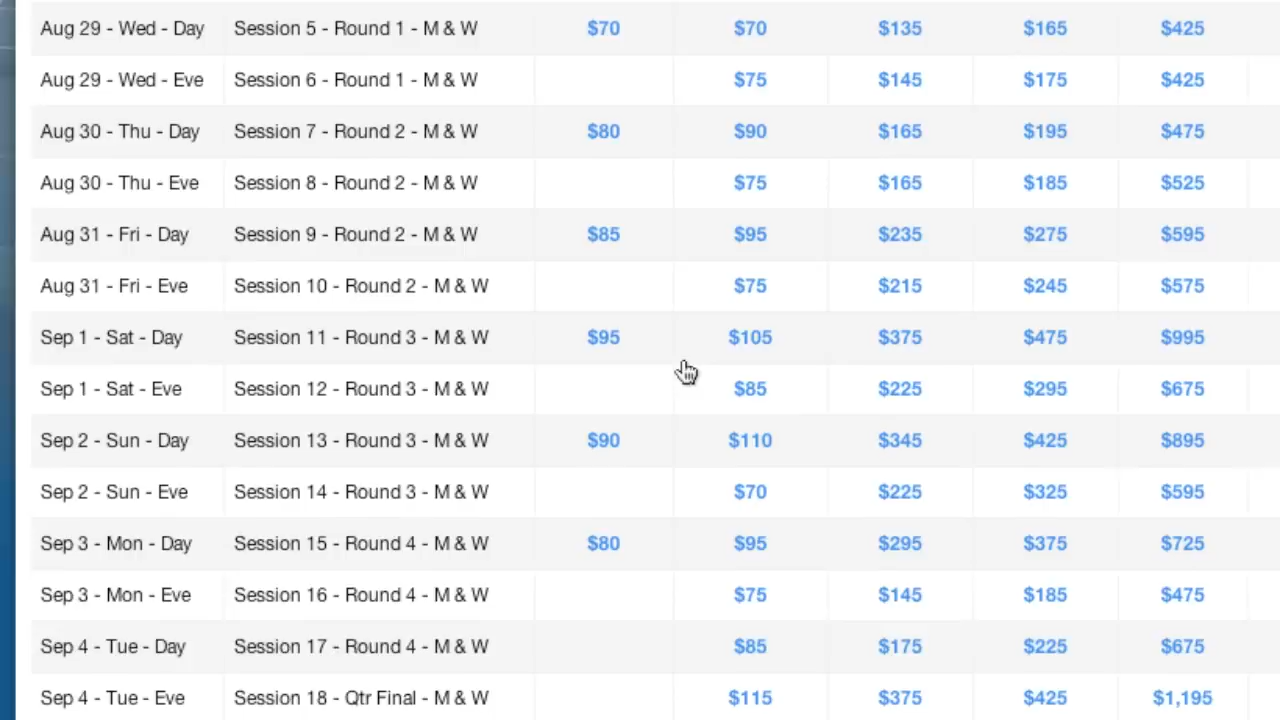 Aug 29 - Wed - Day Session 5 - Round 1 - M & W $70 $70 $135 $165 $425
Aug 29 - Wed - Eve Session 6 - Round 1 - M & W $75 $145 $175 $425
Aug 30 - Thu - Day Session 7 - Round 2 - M & W $80 $90 $165 $195 $475
Aug 30 - Thu - Eve Session 8 - Round 2 - M & W $75 $165 $185 $525
Aug 31 - Fri - Day Session 9 - Round 2 - M & W $85 $95 $235 $275 $595
Aug 31 - Fri - Eve Session 10 - Round 2 - M & W $75 $215 $245 $575
Sep 1 - Sat - Day Session 11 - Round 3 - M & W $95 $105 $375 $475 $995
Sep 1 - Sat - Eve Session 12 - Round 3 - M & W $85 $225 $295 $675
Sep 2 - Sun - Day Session 13 - Round 3 - M & W $90 $110 $345 $425 $895
Sep 2 - Sun - Eve Session 14 - Round 3 - M & W $70 $225 $325 $595
Sep 3 - Mon - Day Session 15 - Round 4 - M & W $80 $95 $295 $375 $725
Sep 3 - Mon - Eve Session 16 - Round 4 - M & W $75 $145 $185 $475
Sep 4 - Tue - Day Session 17 - Round 4 - M & W $85 $175 $225 $675
Sep 4 - Tue - Eve Session 18 - Qtr Final - M & W $115 $375 $425 $1,195